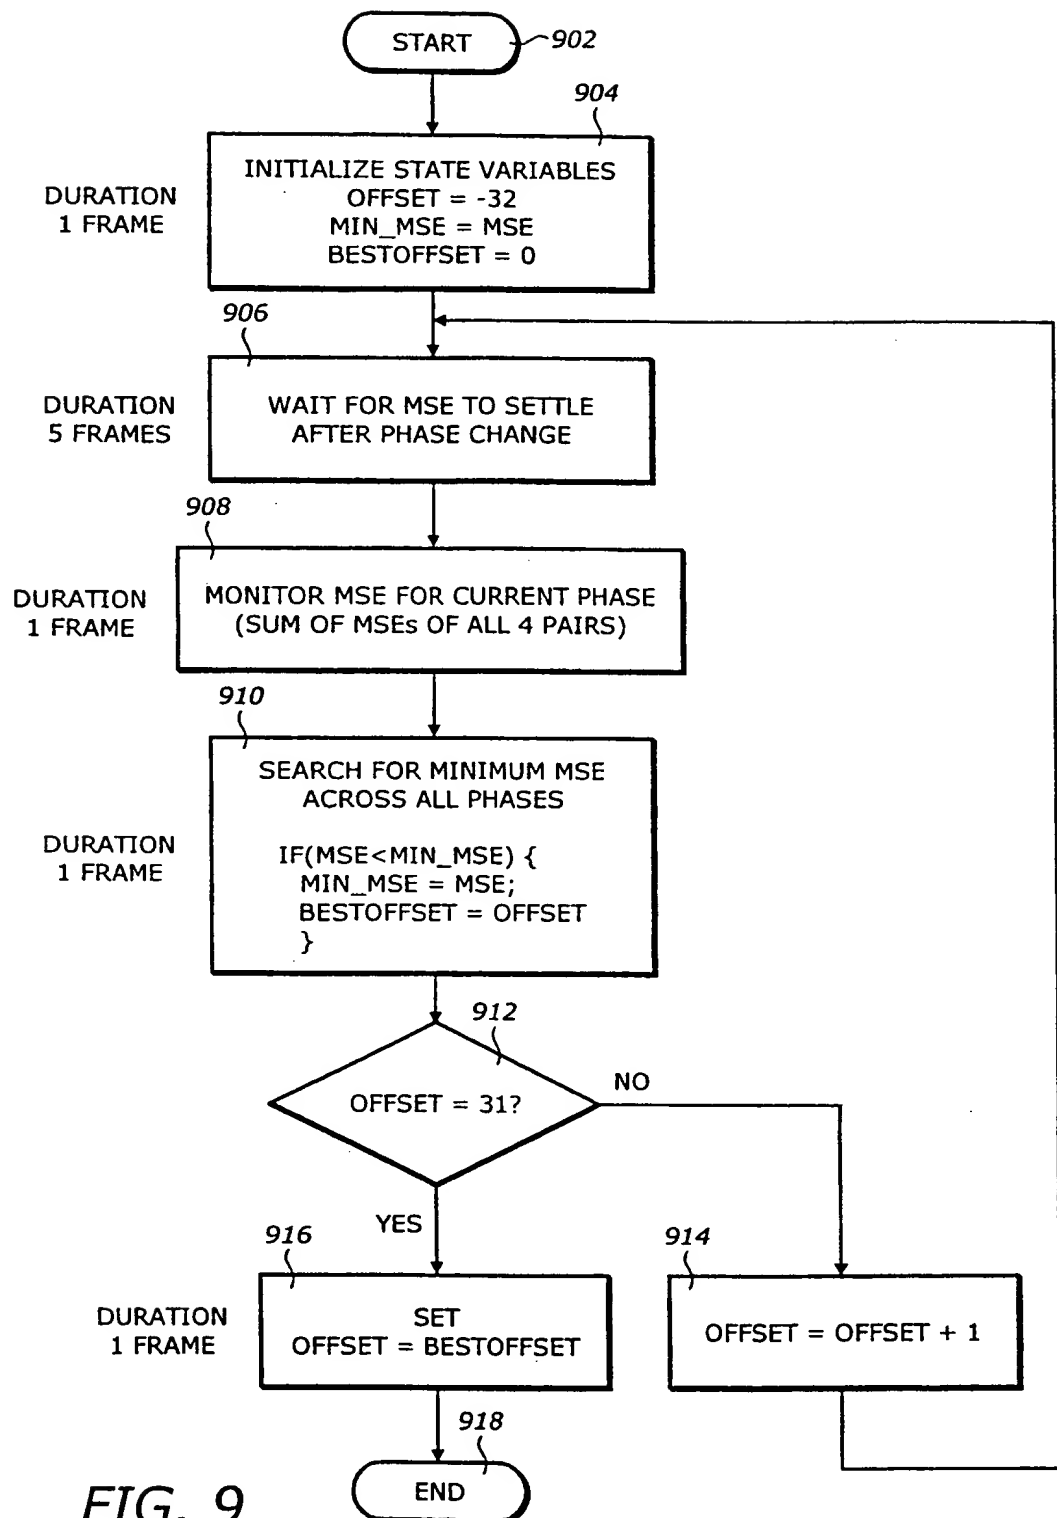 START
902
904
DURATION
1 FRAME
INITIALIZE STATE VARIABLES
OFFSET = -32
MIN_MSE = MSE
BESTOFFSET = 0
906
DURATION
5 FRAMES
WAIT FOR MSE TO SETTLE
AFTER PHASE CHANGE
908
DURATION
1 FRAME
MONITOR MSE FOR CURRENT PHASE
(SUM OF MSEs OF ALL 4 PAIRS)
910
DURATION
1 FRAME
SEARCH FOR MINIMUM MSE
ACROSS ALL PHASES
IF(MSE<MIN_MSE) {
MIN_MSE = MSE;
BESTOFFSET = OFFSET
}
912
OFFSET = 31?
NO
YES
916
DURATION
1 FRAME
SET
OFFSET = BESTOFFSET
914
OFFSET = OFFSET + 1
918
END
FIG. 9